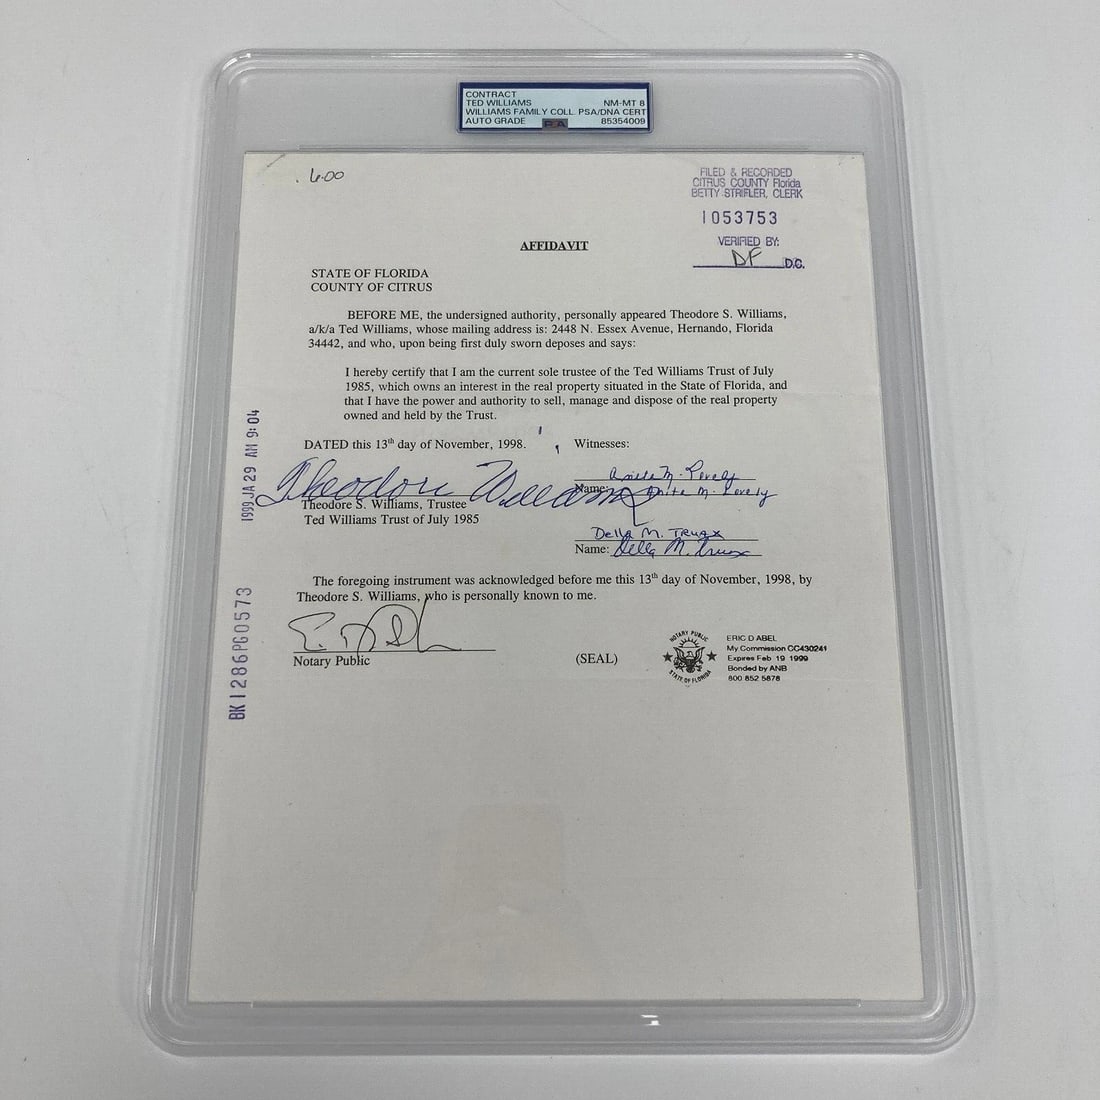 CONTRACT
TED WILLIAMS NM-MT 8
WILLIAMS FAMILY COLL. PSA/DNA CERT
AUTO GRADE PSA 85354009
6.00
FILED & RECORDED
CITRUS COUNTY Florida
BETTY STRIFLER, CLERK
1053753
VERIFIED BY:
DF D.C.
AFFIDAVIT
STATE OF FLORIDA
COUNTY OF CITRUS
BEFORE ME, the undersigned authority, personally appeared Theodore S. Williams,
a/k/a Ted Williams, whose mailing address is: 2448 N. Essex Avenue, Hernando, Florida
34442, and who, upon being first duly sworn deposes and says:
I hereby certify that I am the current sole trustee of the Ted Williams Trust of July
1985, which owns an interest in the real property situated in the State of Florida, and
that I have the power and authority to sell, manage and dispose of the real property
owned and held by the Trust.
DATED this 13th day of November, 1998.
Witnesses:
Theodore Williams
Theodore S. Williams, Trustee
Ted Williams Trust of July 1985
Anita M. Lovely
Name: Anita M. Lovely
Della M. Truax
Name: Della M. Truax
The foregoing instrument was acknowledged before me this 13th day of November, 1998, by
Theodore S. Williams, who is personally known to me.
Notary Public
(SEAL)
NOTARY PUBLIC
STATE OF FLORIDA
ERIC D ABEL
My Commission CC430241
Expires Feb 19 1999
Bonded by ANB
800 852 5878
1999 JA 29 AM 9:04
BK 1286PG0573